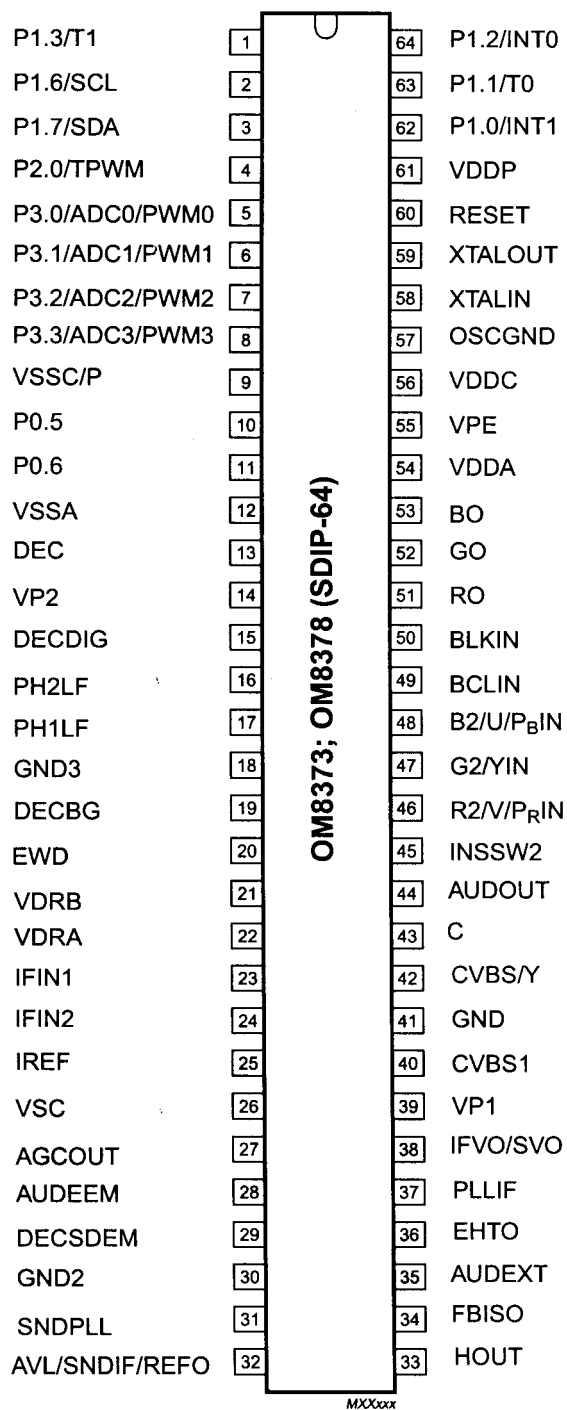 P1.3/T1 1 64 P1.2/INT0
P1.6/SCL 2 63 P1.1/T0
P1.7/SDA 3 62 P1.0/INT1
P2.0/TPWM 4 61 VDDP
P3.0/ADC0/PWM0 5 60 RESET
P3.1/ADC1/PWM1 6 59 XTALOUT
P3.2/ADC2/PWM2 7 58 XTALIN
P3.3/ADC3/PWM3 8 57 OSCGND
VSSC/P 9 56 VDDC
P0.5 10 55 VPE
P0.6 11 54 VDDA
VSSA 12 53 BO
DEC 13 52 GO
VP2 14 51 RO
DECDIG 15 50 BLKIN
PH2LF 16 49 BCLIN
PH1LF 17 48 B2/U/PBIN
GND3 18 47 G2/YIN
DECBG 19 46 R2/V/PRIN
EWD 20 45 INSSW2
VDRB 21 44 AUDOUT
VDRA 22 43 C
IFIN1 23 42 CVBS/Y
IFIN2 24 41 GND
IREF 25 40 CVBS1
VSC 26 39 VP1
AGCOUT 27 38 IFVO/SVO
AUDEEM 28 37 PLLIF
DECSDEM 29 36 EHTO
GND2 30 35 AUDEXT
SNDPLL 31 34 FBISO
AVL/SNDIF/REFO 32 33 HOUT
OM8373; OM8378 (SDIP-64)
MXXxxx